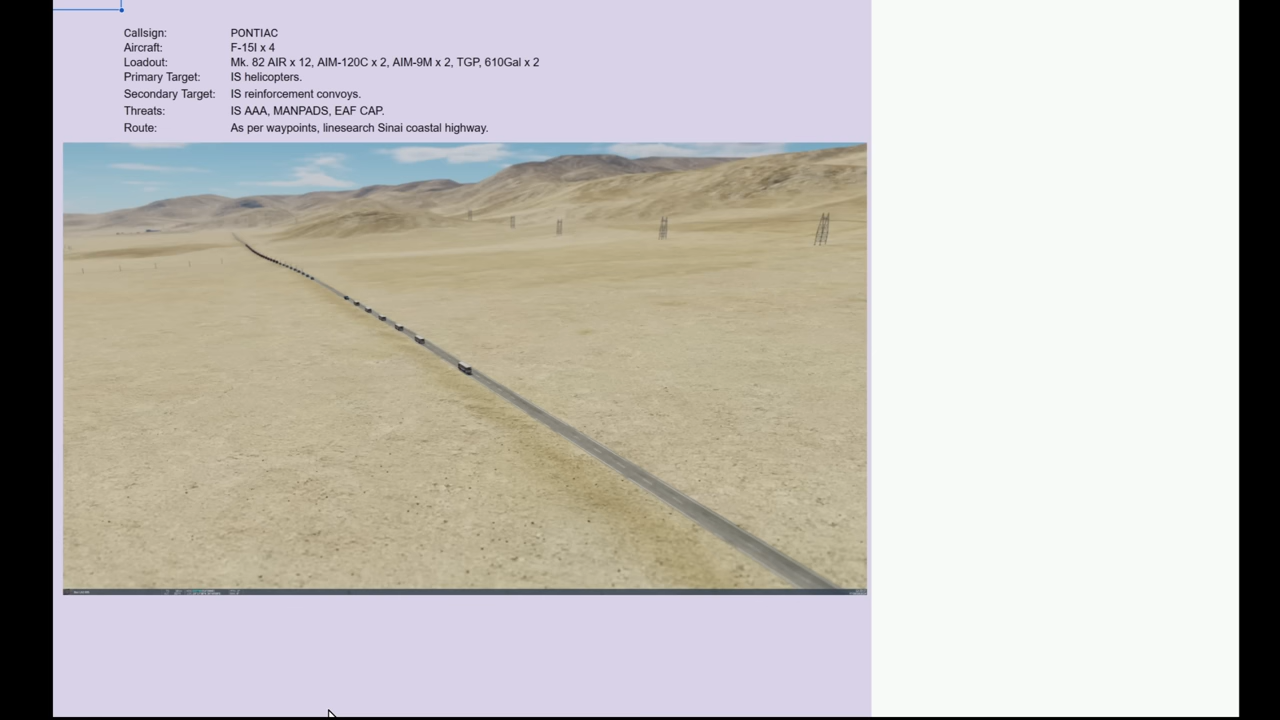 Callsign: PONTIAC
Aircraft: F-15I x 4
Loadout: Mk. 82 AIR x 12, AIM-120C x 2, AIM-9M x 2, TGP, 610Gal x 2
Primary Target: IS helicopters.
Secondary Target: IS reinforcement convoys.
Threats: IS AAA, MANPADS, EAF CAP.
Route: As per waypoints, linesearch Sinai coastal highway.